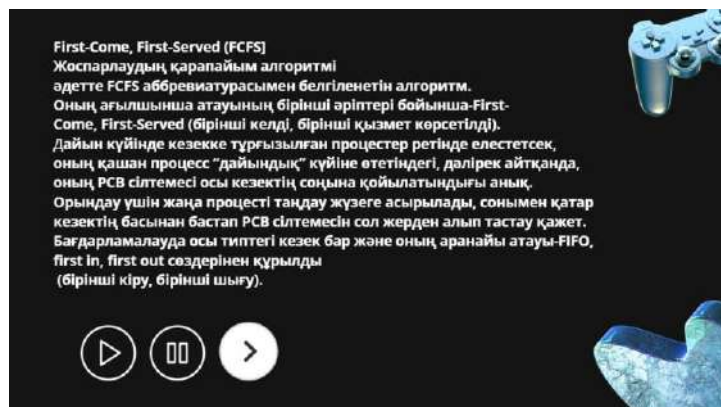 First-Come, First-Served (FCFS]
Жоспарлаудың қарапайым алгоритмі
әдетте FCFS аббревиатурасымен белгіленетін алгоритм.
Оның ағылшынша атауының бірінші әріптері бойынша-First-
Come, First-Served (бірінші келді, бірінші қызмет көрсетілді).
Дайын күйінде кезекке тұрғызылған процестер ретінде елестетсек,
оның қашан процесс “дайындық” күйіне өтетіндегі, дәлірек айтқанда,
оның PCB сілтемесі осы кезектің соңына қойылатындығы анық.
Орындау үшін жаңа процесті таңдау жүзеге асырылады, сонымен қатар
кезектің басынан бастап PCB сілтемесін сол жерден алып тастау қажет.
Бағдарламалауда осы типтегі кезек бар және оның аранайы атауы-FIFO,
first in, first out сөздерінен құрылды
(бірінші кіру, бірінші шығу).